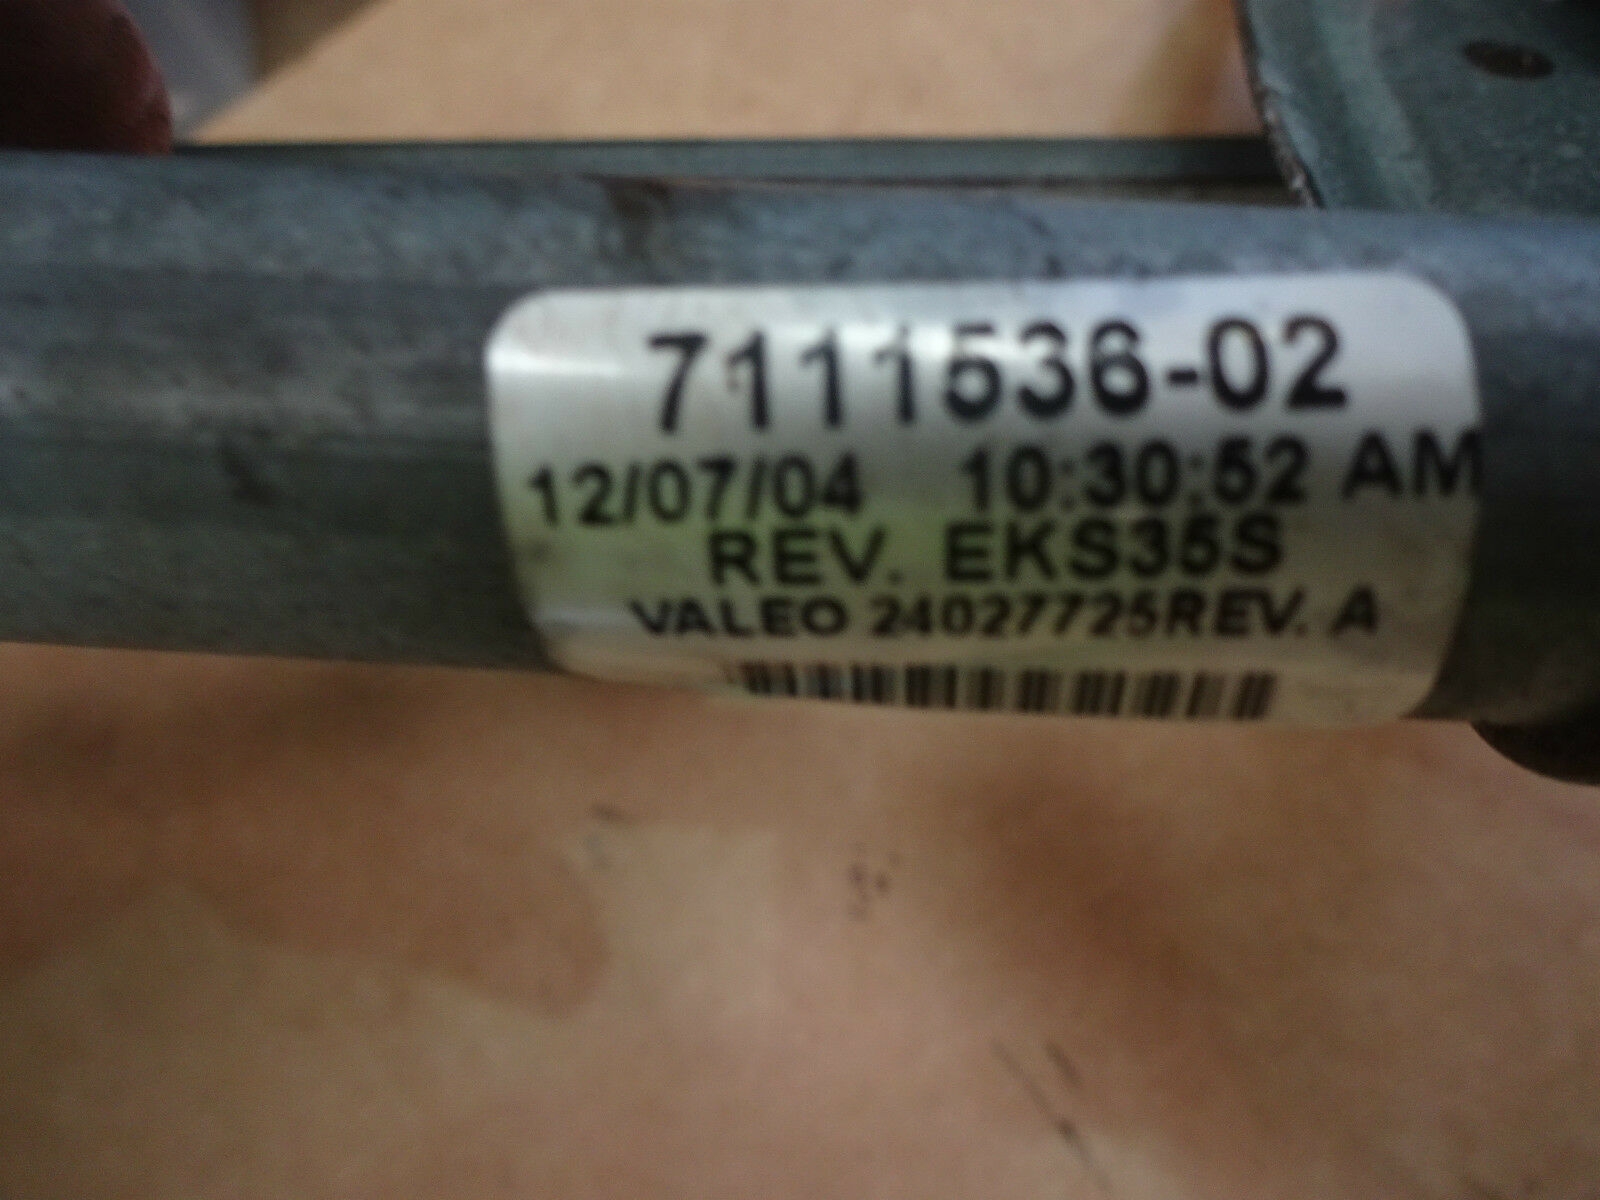 7111536-02
12/07/04 10:30:52 AM
REV. EKS35S
VALEO 24027725REV. A